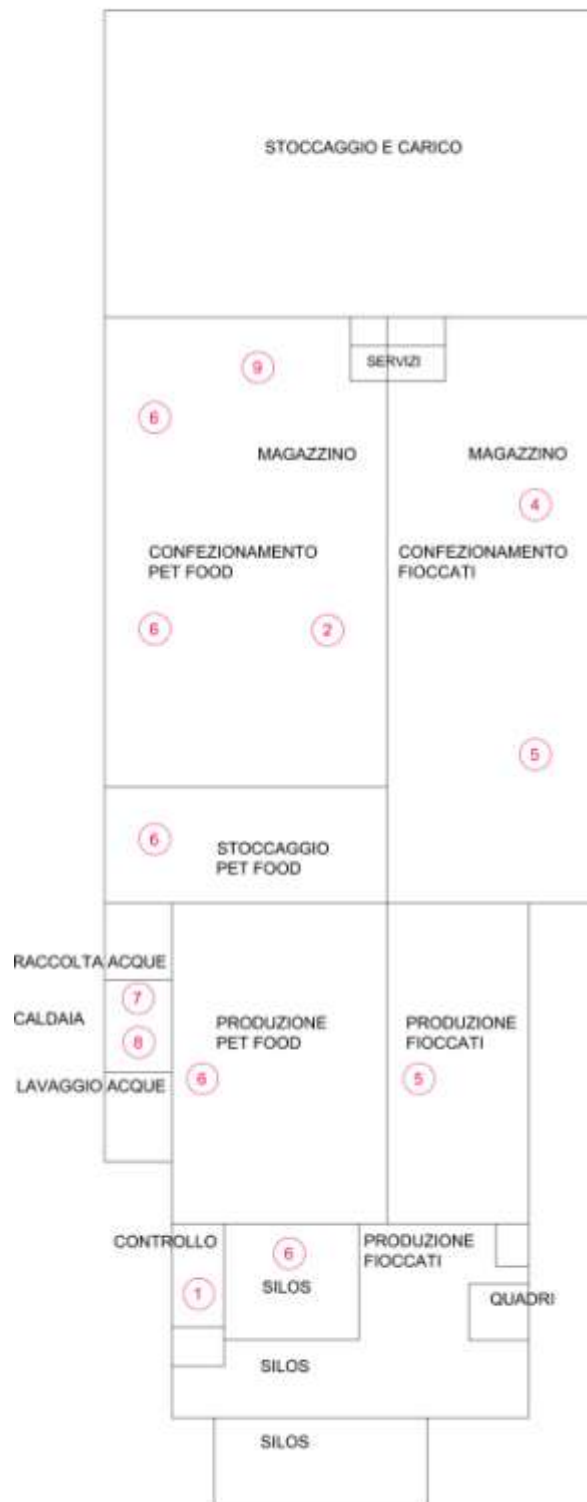 STOCCAGGIO E CARICO
SERVIZI
9
6
MAGAZZINO
MAGAZZINO
4
CONFEZIONAMENTO
PET FOOD
CONFEZIONAMENTO
FIOCCATI
6
2
5
6
STOCCAGGIO
PET FOOD
RACCOLTA ACQUE
7
CALDAIA
8
PRODUZIONE
PET FOOD
PRODUZIONE
FIOCCATI
6
5
LAVAGGIO ACQUE
CONTROLLO
6
PRODUZIONE
FIOCCATI
1
SILOS
QUADRI
SILOS
SILOS